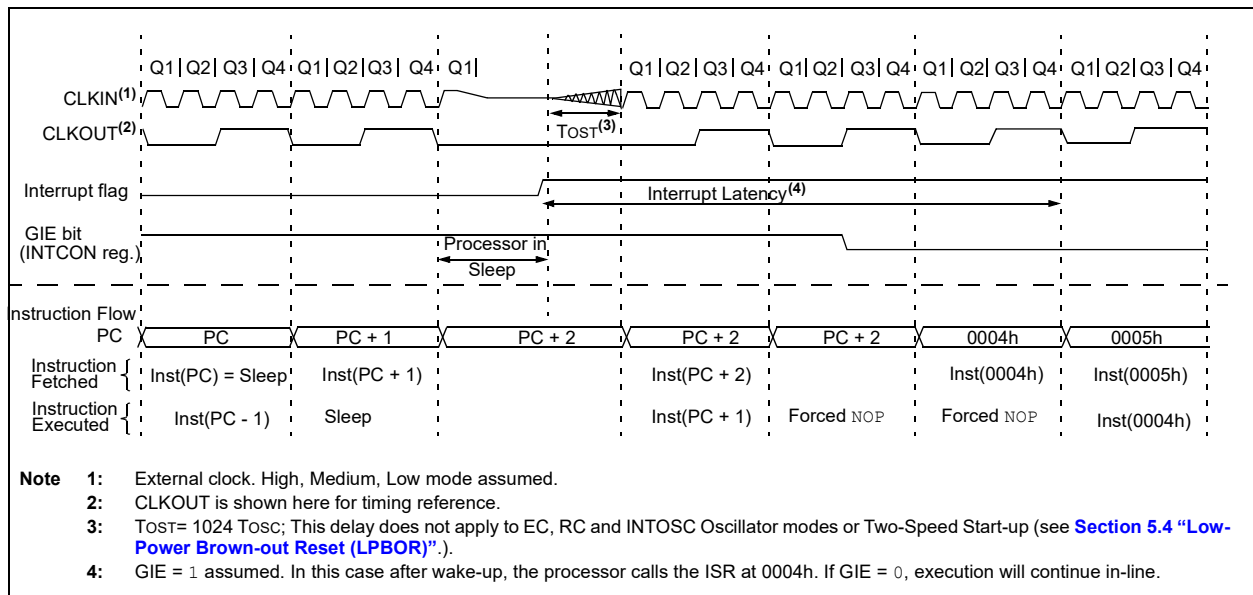 Q1| Q2| Q3| Q4 Q1| Q2| Q3| Q4 Q1| Q1| Q2| Q3| Q4 Q1| Q2| Q3| Q4 Q1| Q2| Q3| Q4 Q1| Q2| Q3| Q4
CLKIN(1)
CLKOUT(2)
TOST(3)
Interrupt flag
Interrupt Latency(4)
GIE bit
(INTCON reg.)
Processor in
Sleep
Instruction Flow
PC PC PC + 1 PC + 2 PC + 2 PC + 2 0004h 0005h
Instruction
Fetched { Inst(PC) = Sleep Inst(PC + 1) Inst(PC + 2) Inst(0004h) Inst(0005h)
Instruction
Executed { Inst(PC - 1) Sleep Inst(PC + 1) Forced NOP Forced NOP Inst(0004h)
Note 1: External clock. High, Medium, Low mode assumed.
2: CLKOUT is shown here for timing reference.
3: TOST= 1024 TOSC; This delay does not apply to EC, RC and INTOSC Oscillator modes or Two-Speed Start-up (see Section 5.4 “Low-
Power Brown-out Reset (LPBOR)”.).
4: GIE = 1 assumed. In this case after wake-up, the processor calls the ISR at 0004h. If GIE = 0, execution will continue in-line.